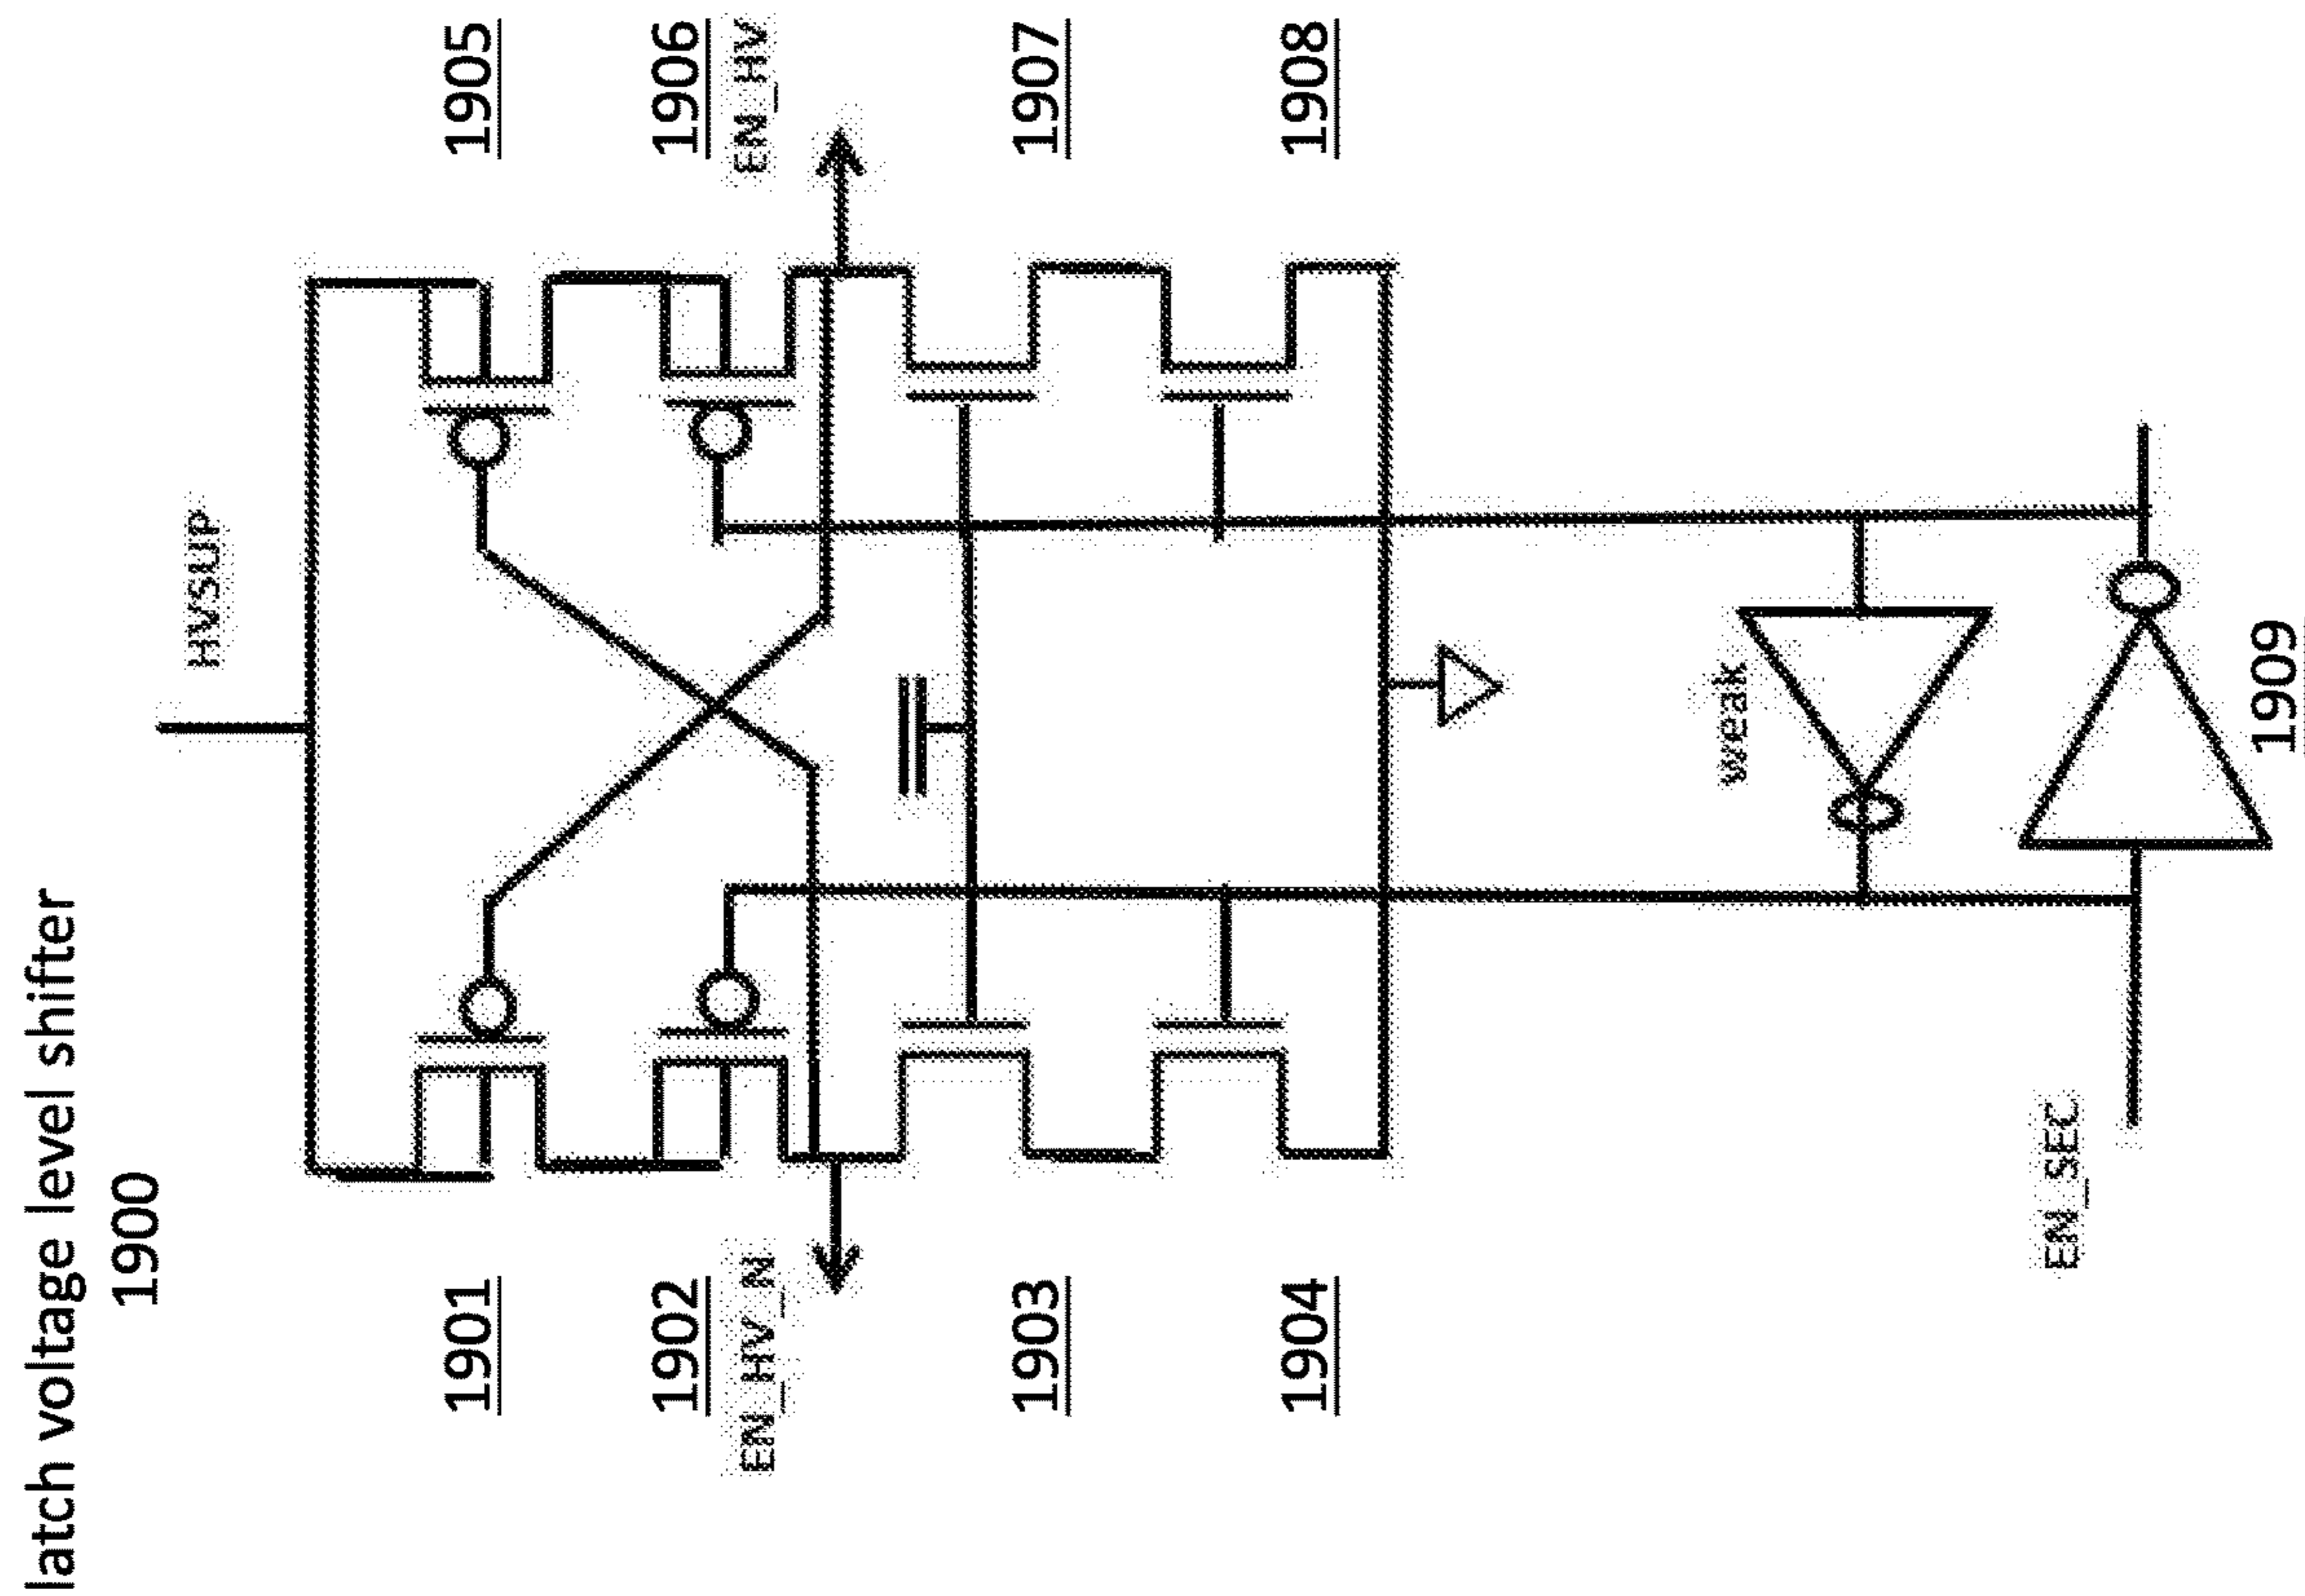 latch voltage level shifter
1900
HVSUP
1901
1905
1902
1906
EN_HV_N
EN_HV
1903
1907
1904
1908
weak
EN_SEC
1909